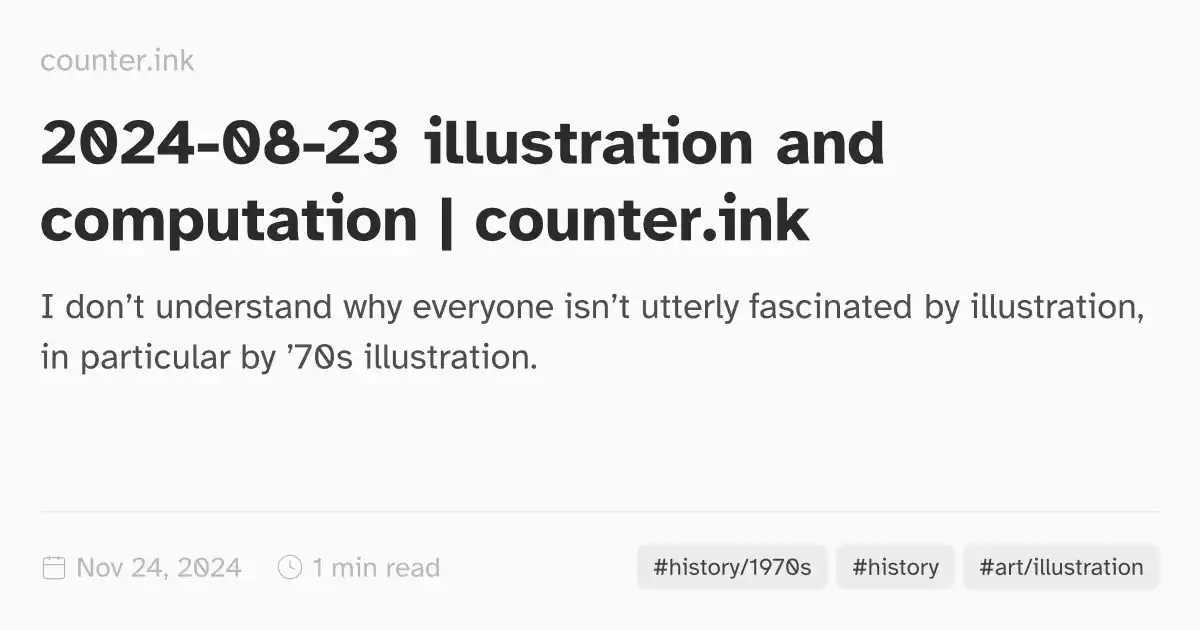 counter.ink
2024-08-23 illustration and
computation | counter.ink
I don’t understand why everyone isn’t utterly fascinated by illustration,
in particular by ’70s illustration.
Nov 24, 2024 1 min read #history/1970s #history #art/illustration